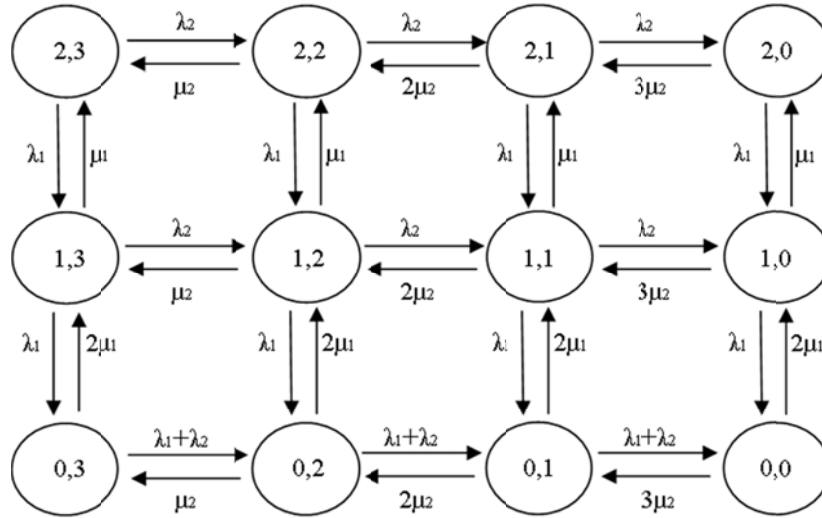 λ₂ λ₂ λ₂
2,3 2,2 2,1 2,0
μ₂ 2μ₂ 3μ₂
λ₁ μ₁ λ₁ μ₁ λ₁ μ₁ λ₁ μ₁
λ₂ λ₂ λ₂
1,3 1,2 1,1 1,0
μ₂ 2μ₂ 3μ₂
λ₁ 2μ₁ λ₁ 2μ₁ λ₁ 2μ₁ λ₁ 2μ₁
λ₁+λ₂ λ₁+λ₂ λ₁+λ₂
0,3 0,2 0,1 0,0
μ₂ 2μ₂ 3μ₂